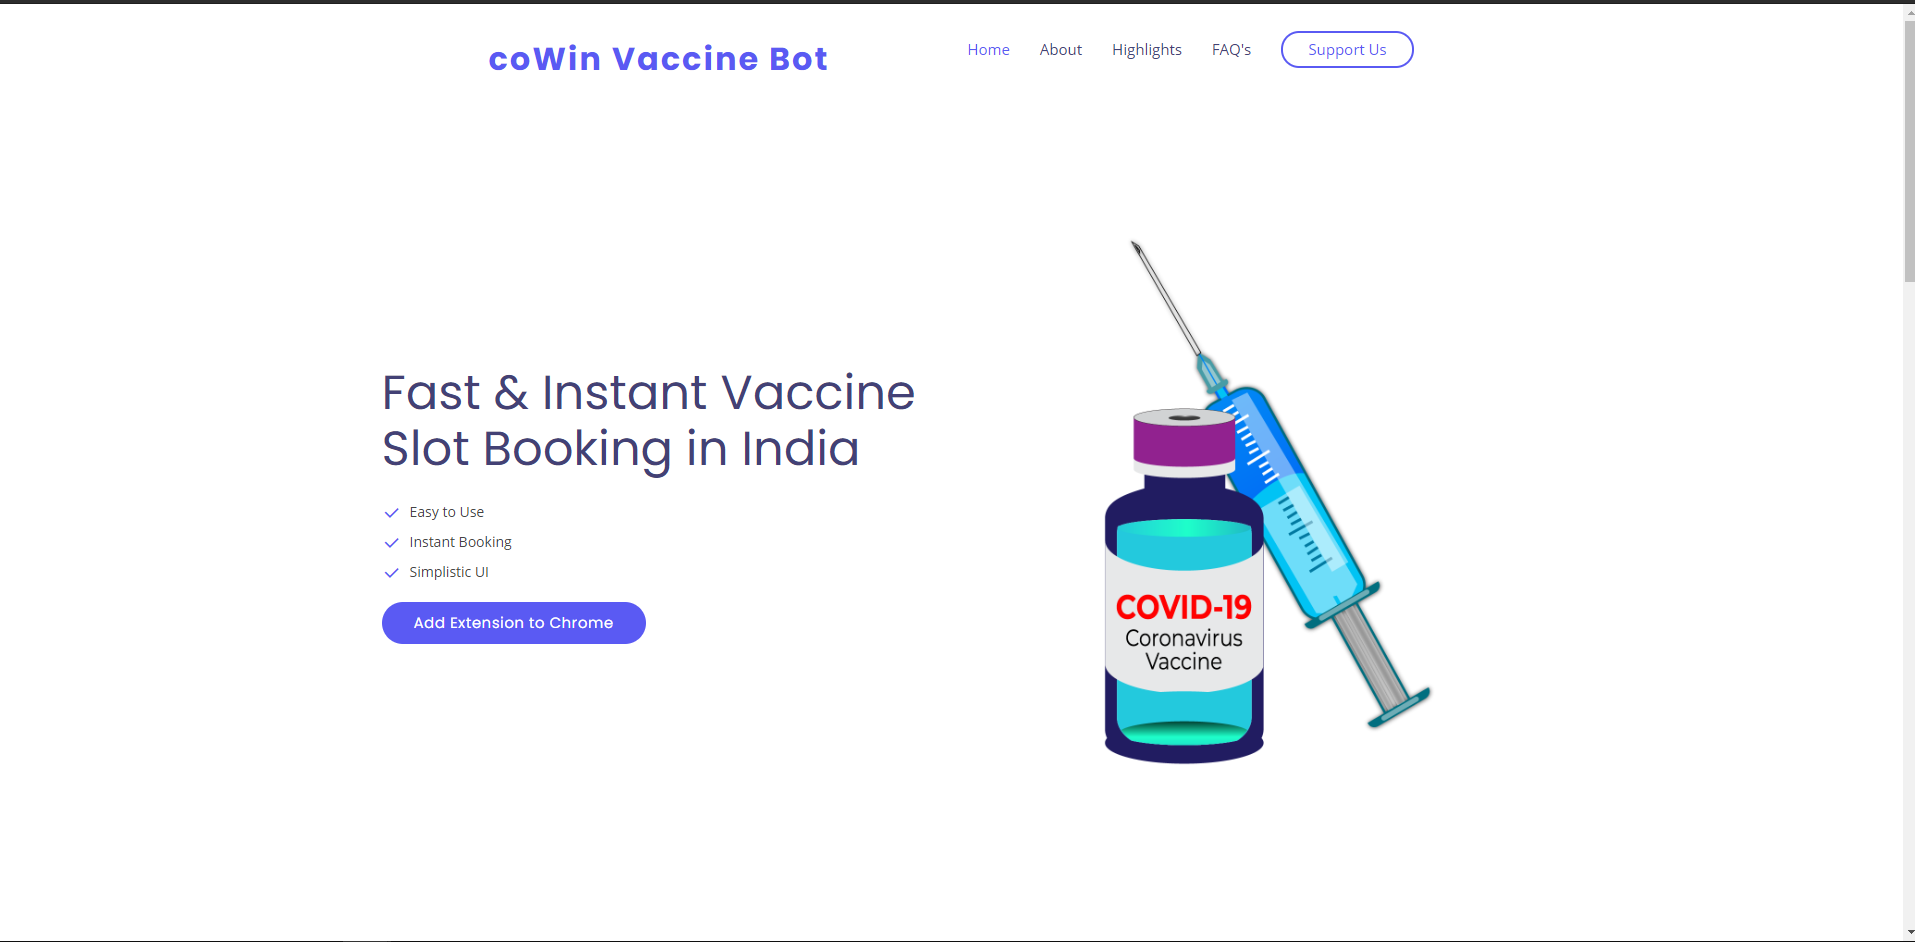 coWin Vaccine Bot
Home About Highlights FAQ's Support Us
Fast & Instant Vaccine
Slot Booking in India
Easy to Use
Instant Booking
Simplistic UI
Add Extension to Chrome
COVID-19
Coronavirus
Vaccine